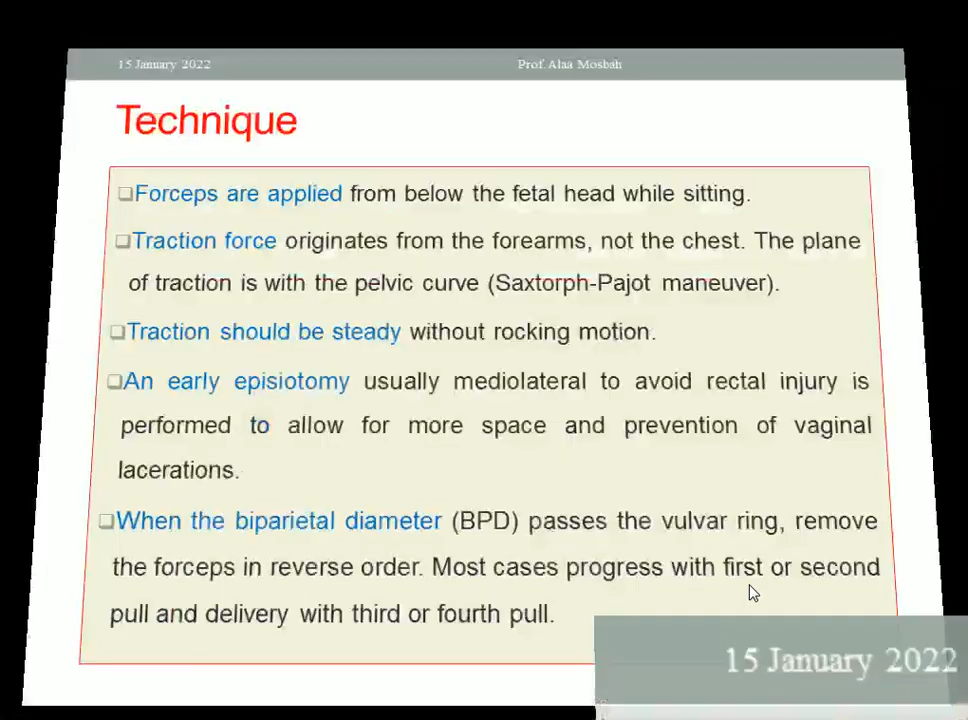 15 January 2022
Prof.Alaa Mosbah
Technique
Forceps are applied from below the fetal head while sitting.
Traction force originates from the forearms, not the chest. The plane
of traction is with the pelvic curve (Saxtorph-Pajot maneuver).
Traction should be steady without rocking motion.
An early episiotomy usually mediolateral to avoid rectal injury is
performed to allow for more space and prevention of vaginal
lacerations.
When the biparietal diameter (BPD) passes the vulvar ring, remove
the forceps in reverse order. Most cases progress with first or second
pull and delivery with third or fourth pull.
15 January 2022